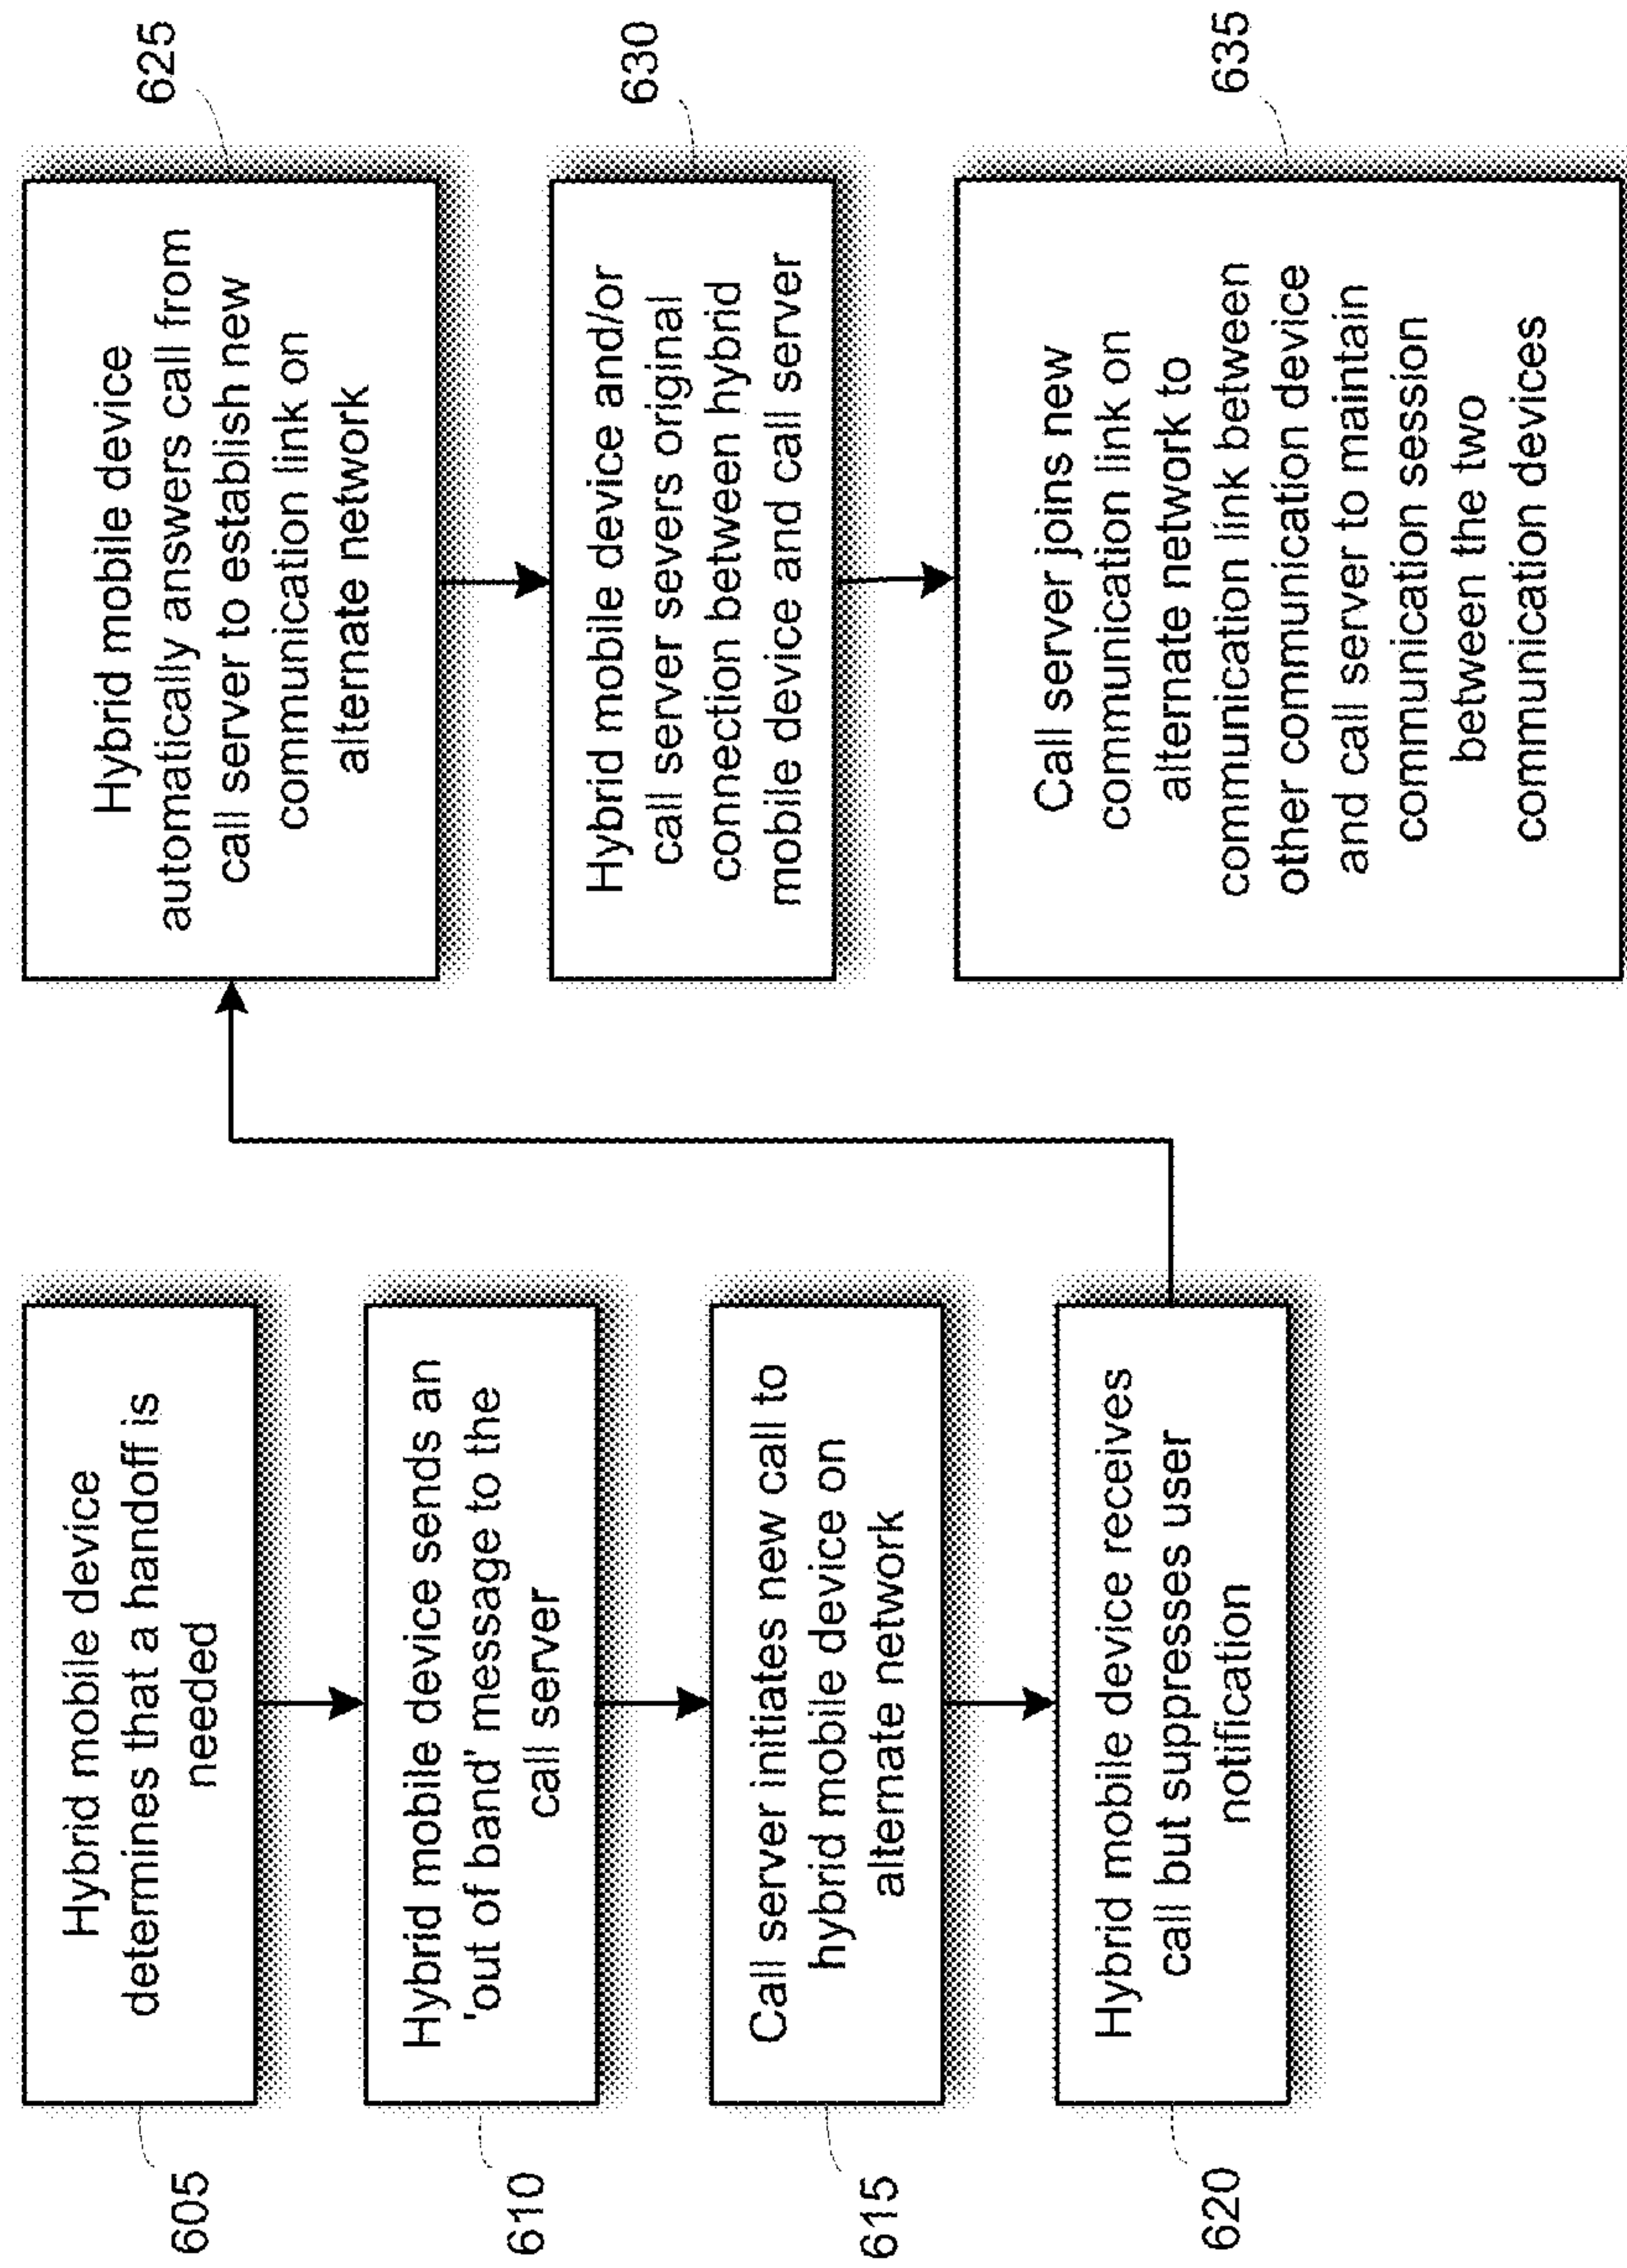 605
Hybrid mobile device
determines that a handoff is
needed
610
Hybrid mobile device sends an
'out of band' message to the
call server
615
Call server initiates new call to
hybrid mobile device on
alternate network
620
Hybrid mobile device receives
call but suppresses user
notification
625
Hybrid mobile device
automatically answers call from
call server to establish new
communication link on
alternate network
630
Hybrid mobile device and/or
call server severs original
connection between hybrid
mobile device and call server
635
Call server joins new
communication link on
alternate network to
communication link between
other communication device
and call server to maintain
communication session
between the two
communication devices